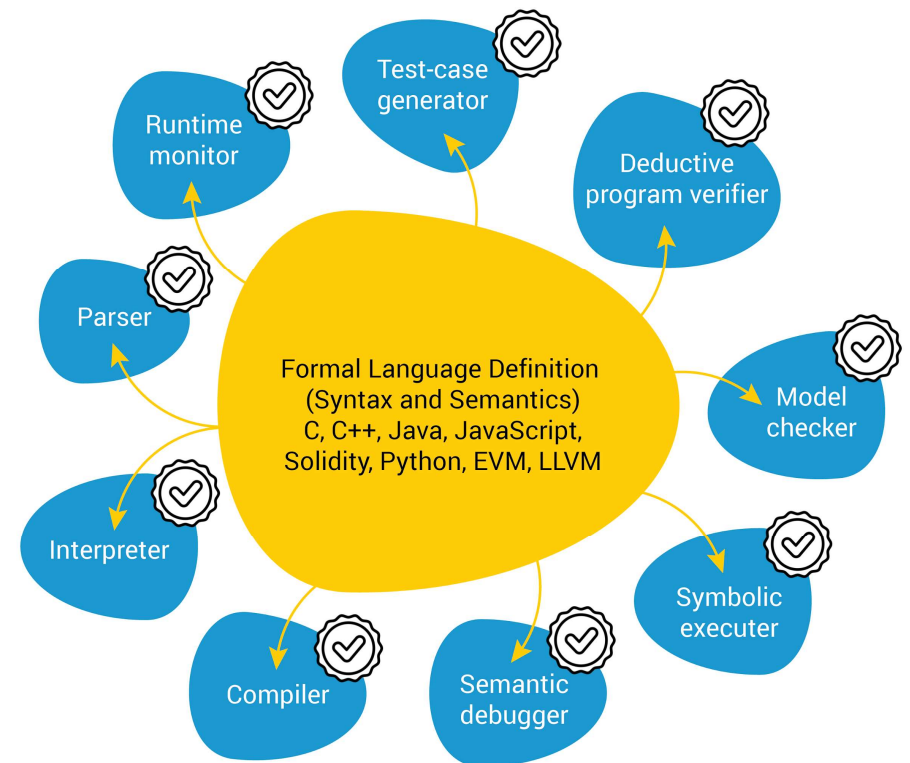 Test-case
generator
Runtime
monitor
Deductive
program verifier
Parser
Formal Language Definition
(Syntax and Semantics)
C, C++, Java, JavaScript,
Solidity, Python, EVM, LLVM
Model
checker
Interpreter
Symbolic
executer
Compiler
Semantic
debugger